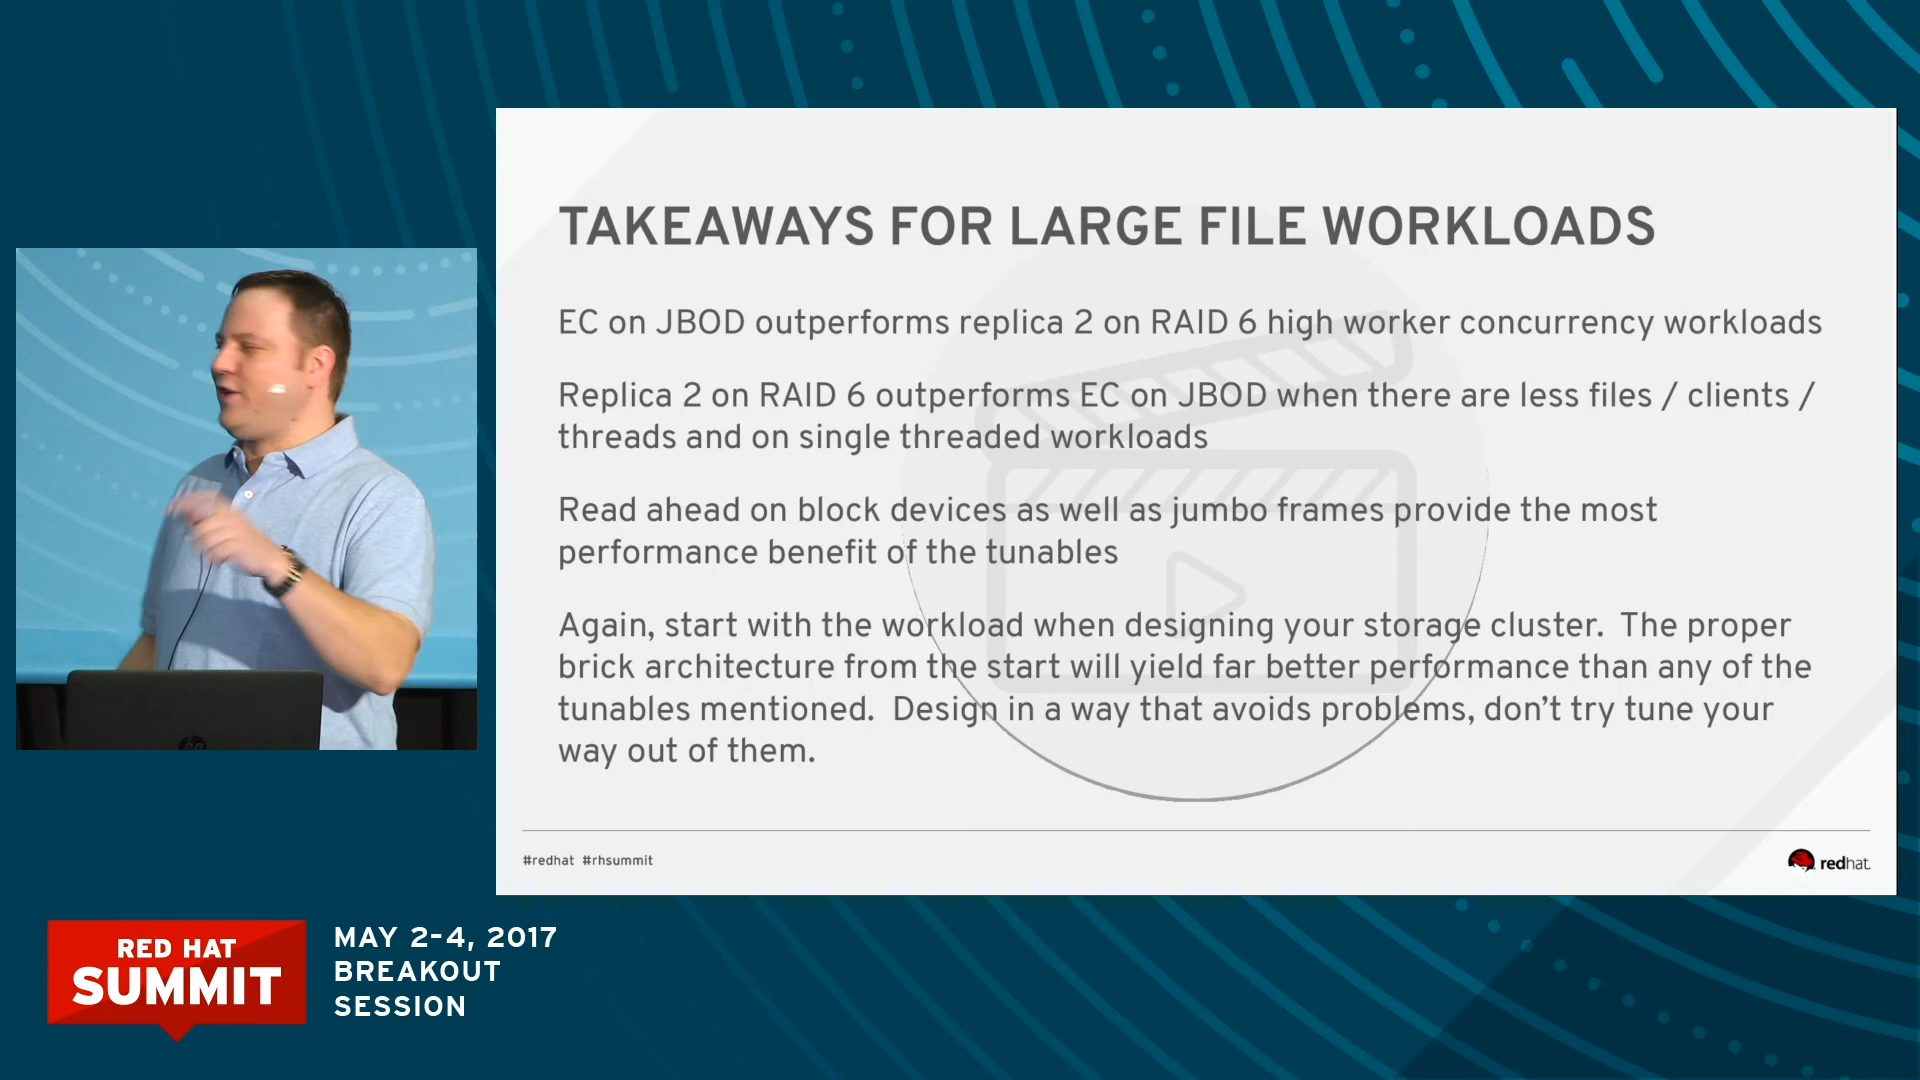 TAKEAWAYS FOR LARGE FILE WORKLOADS
EC on JBOD outperforms replica 2 on RAID 6 high worker concurrency workloads
Replica 2 on RAID 6 outperforms EC on JBOD when there are less files / clients /
threads and on single threaded workloads
Read ahead on block devices as well as jumbo frames provide the most
performance benefit of the tunables
Again, start with the workload when designing your storage cluster.  The proper
brick architecture from the start will yield far better performance than any of the
tunables mentioned.  Design in a way that avoids problems, don’t try tune your
way out of them.
#redhat #rhsummit
redhat.
hp
RED HAT
SUMMIT
MAY 2-4, 2017
BREAKOUT
SESSION